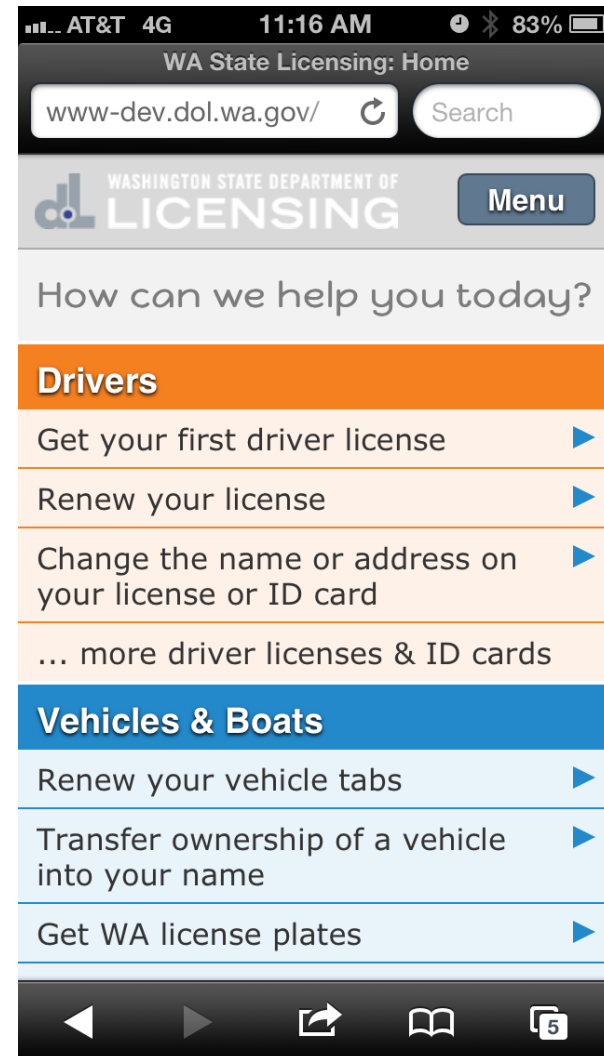 AT&T 4G 11:16 AM 83%
WA State Licensing: Home
www-dev.dol.wa.gov/ Search
dol WASHINGTON STATE DEPARTMENT OF
LICENSING
Menu
How can we help you today?
Drivers
Get your first driver license
Renew your license
Change the name or address on
your license or ID card
... more driver licenses & ID cards
Vehicles & Boats
Renew your vehicle tabs
Transfer ownership of a vehicle
into your name
Get WA license plates
5